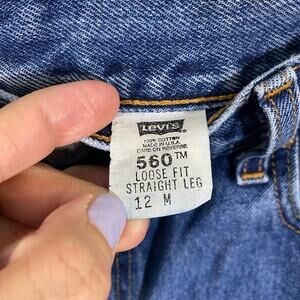 LEVI'S
100% COTTON
MADE IN U.S.A.
CARE ON REVERSE
560™
LOOSE FIT
STRAIGHT LEG
12 M